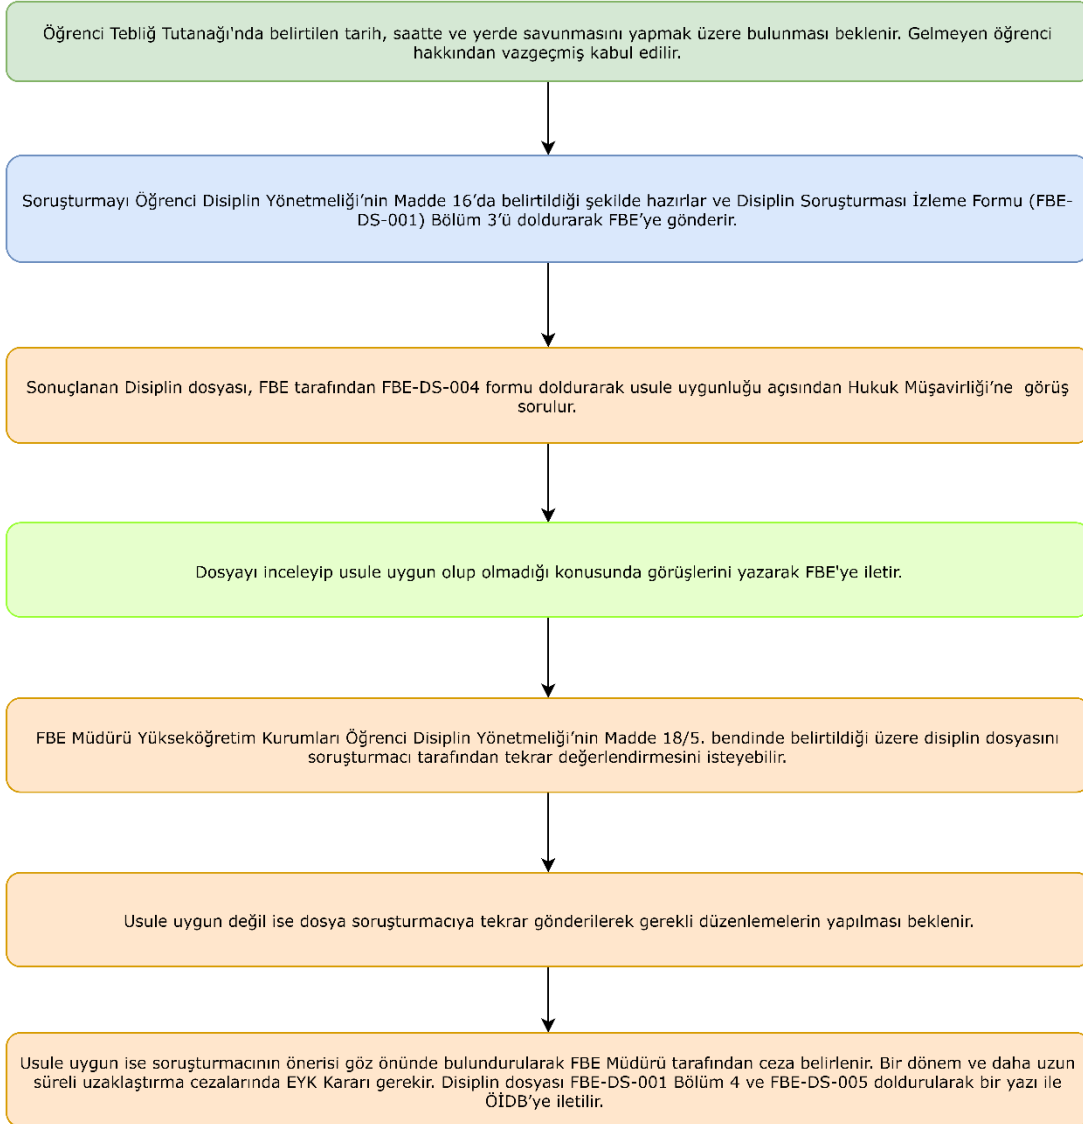 Öğrenci Tebliğ Tutanağı'nda belirtilen tarih, saatte ve yerde savunmasını yapmak üzere bulunması beklenir. Gelmeyen öğrenci
hakkından vazgeçmiş kabul edilir.
Soruşturmayı Öğrenci Disiplin Yönetmeliği’nin Madde 16’da belirtildiği şekilde hazırlar ve Disiplin Soruşturması İzleme Formu (FBE-
DS-001) Bölüm 3’ü doldurarak FBE’ye gönderir.
Sonuçlanan Disiplin dosyası, FBE tarafından FBE-DS-004 formu doldurarak usule uygunluğu açısından Hukuk Müşavirliği’ne görüş
sorulur.
Dosyayı inceleyip usule uygun olup olmadığı konusunda görüşlerini yazarak FBE'ye iletir.
FBE Müdürü Yükseköğretim Kurumları Öğrenci Disiplin Yönetmeliği’nin Madde 18/5. bendinde belirtildiği üzere disiplin dosyasını
soruşturmacı tarafından tekrar değerlendirmesini isteyebilir.
Usule uygun değil ise dosya soruşturmacıya tekrar gönderilerek gerekli düzenlemelerin yapılması beklenir.
Usule uygun ise soruşturmacının önerisi göz önünde bulundurularak FBE Müdürü tarafından ceza belirlenir. Bir dönem ve daha uzun
süreli uzaklaştırma cezalarında EYK Kararı gerekir. Disiplin dosyası FBE-DS-001 Bölüm 4 ve FBE-DS-005 doldurularak bir yazı ile
ÖİDB’ye iletilir.